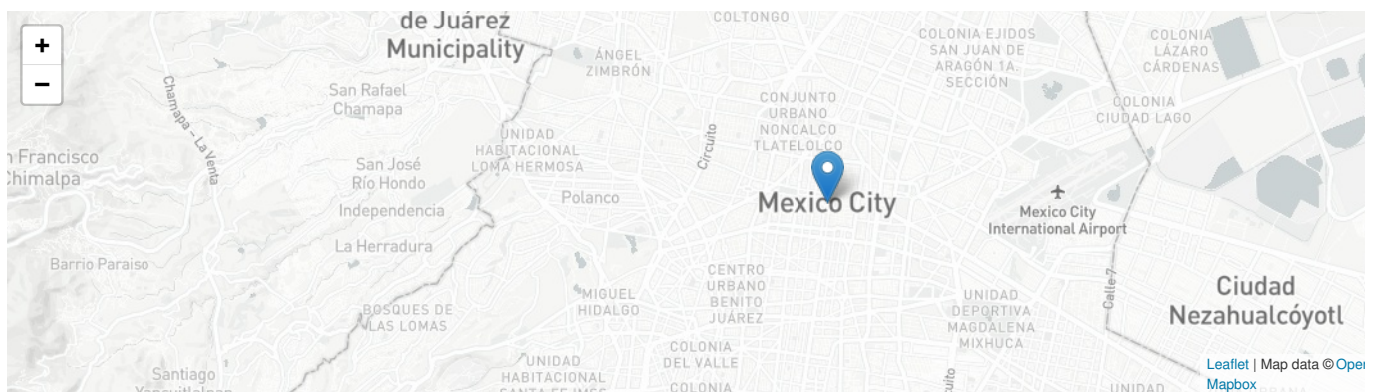 de Juárez
Municipality
COLTONGO
+
−
ÁNGEL
ZIMBRÓN
COLONIA EJIDOS
SAN JUAN DE
ARAGÓN 1A.
SECCIÓN
COLONIA
LÁZARO
CÁRDENAS
San Rafael
Chamapa
Chamapa - La Venta
CONJUNTO
URBANO
NONOALCO
TLATELOLCO
COLONIA
CIUDAD LAGO
UNIDAD
HABITACIONAL
LOMA HERMOSA
Circuito
Francisco
Chimalpa
San José
Río Hondo
Polanco
Mexico City
Mexico City
International Airport
Independencia
La Herradura
Barrio Paraiso
CENTRO
URBANO
BENITO
JUÁREZ
Calle 7
Ciudad
Nezahualcóyotl
MIGUEL
HIDALGO
UNIDAD
DEPORTIVA
MAGDALENA
MIXHUCA
BOSQUES DE
LAS LOMAS
COLONIA
DEL VALLE
UNIDAD
HABITACIONAL
Santiago
COLONIA
UNIDAD
Leaflet | Map data © Open
Mapbox